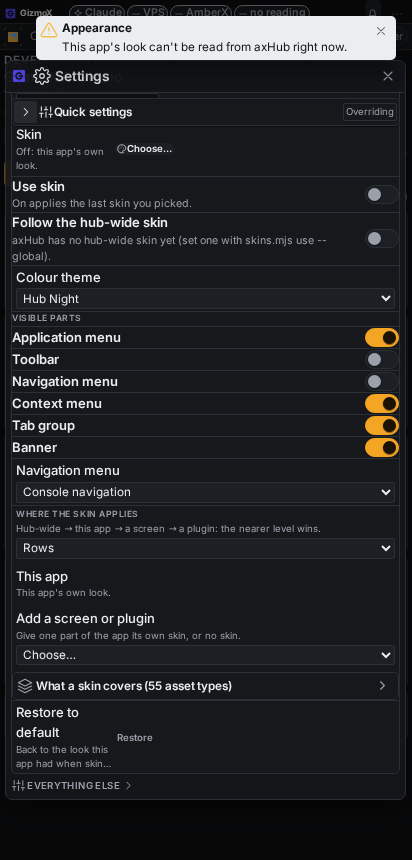 GizmoX
Claude
VPS
AmberX
no reading
Appearance
This app's look can't be read from axHub right now.
Settings
Quick settings
Overriding
Skin
Off: this app's own
look.
Choose...
Use skin
On applies the last skin you picked.
Follow the hub-wide skin
axHub has no hub-wide skin yet (set one with skins.mjs use --
global).
Colour theme
Hub Night
VISIBLE PARTS
Application menu
Toolbar
Navigation menu
Context menu
Tab group
Banner
Navigation menu
Console navigation
WHERE THE SKIN APPLIES
Hub-wide → this app → a screen → a plugin: the nearer level wins.
Rows
This app
This app's own look.
Add a screen or plugin
Give one part of the app its own skin, or no skin.
Choose...
What a skin covers (55 asset types)
Restore to
default
Back to the look this
app had when skin...
Restore
EVERYTHING ELSE